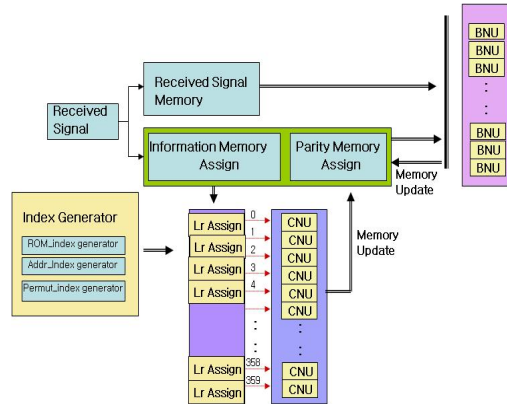 BNU
BNU
BNU
:
:
BNU
BNU
BNU
Received Signal
Memory
Received
Signal
Information Memory
Assign
Parity Memory
Assign
Memory
Update
Index Generator
ROM_index generator
Addr_Index generator
Permut_index generator
Lr Assign
Lr Assign
Lr Assign
Lr Assign
:
:
Lr Assign
Lr Assign
0
1
2
3
4
:
:
358
359
CNU
CNU
CNU
CNU
CNU
:
:
CNU
CNU
Memory
Update